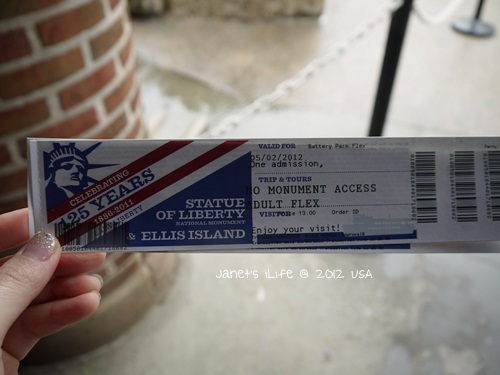 CELEBRATING
125 YEARS
1886-2011
STATUE
OF LIBERTY
NATIONAL MONUMENT
& ELLIS ISLAND
VALID FOR Battery Park Flex
05/02/2012
One admission,
TRIP & TOURS
O MONUMENT ACCESS
DULT FLEX
VISITOR 13.00 Order ID
Enjoy your visit!
Janet's iLife @ 2012 USA